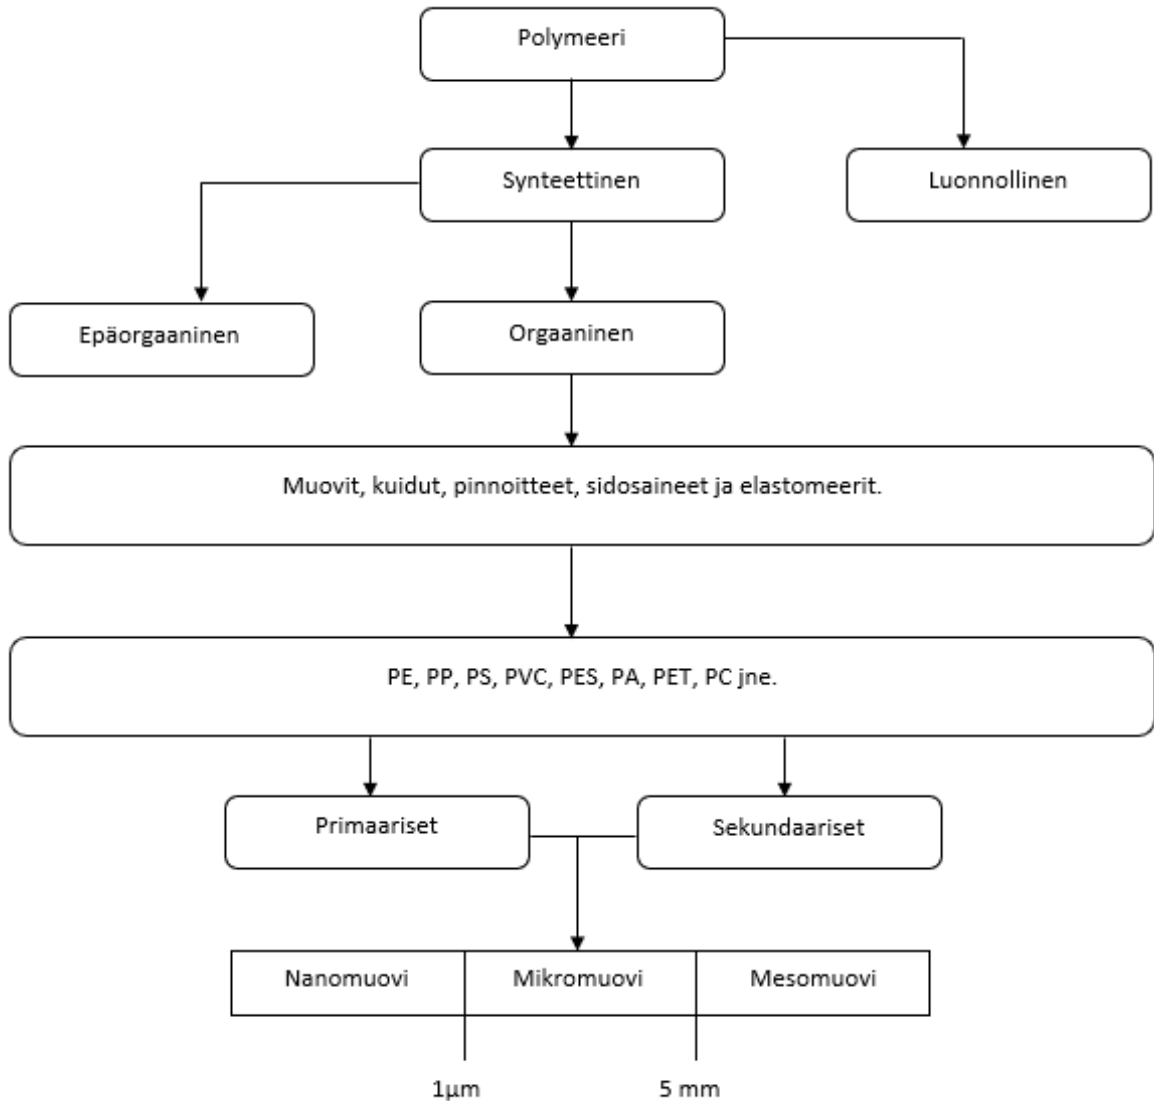 Polymeeri
Synteettinen
Luonnollinen
Epäorgaaninen
Orgaaninen
Muovit, kuidut, pinnoitteet, sidosaineet ja elastomeerit.
PE, PP, PS, PVC, PES, PA, PET, PC jne.
Primaariset
Sekundaariset
Nanomuovi
Mikromuovi
Mesomuovi
1µm
5 mm